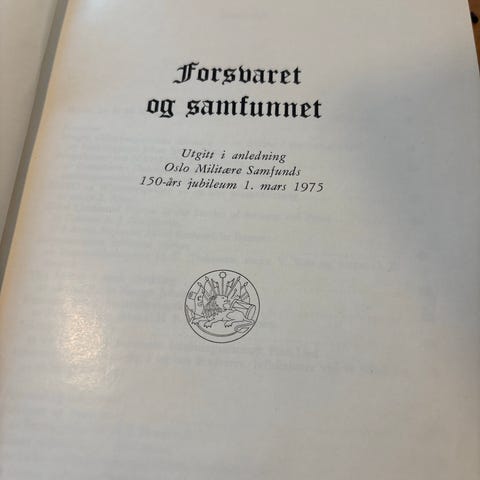 Forsvaret
og samfunnet
Utgitt i anledning
Oslo Militære Samfunds
150-års jubileum 1. mars 1975